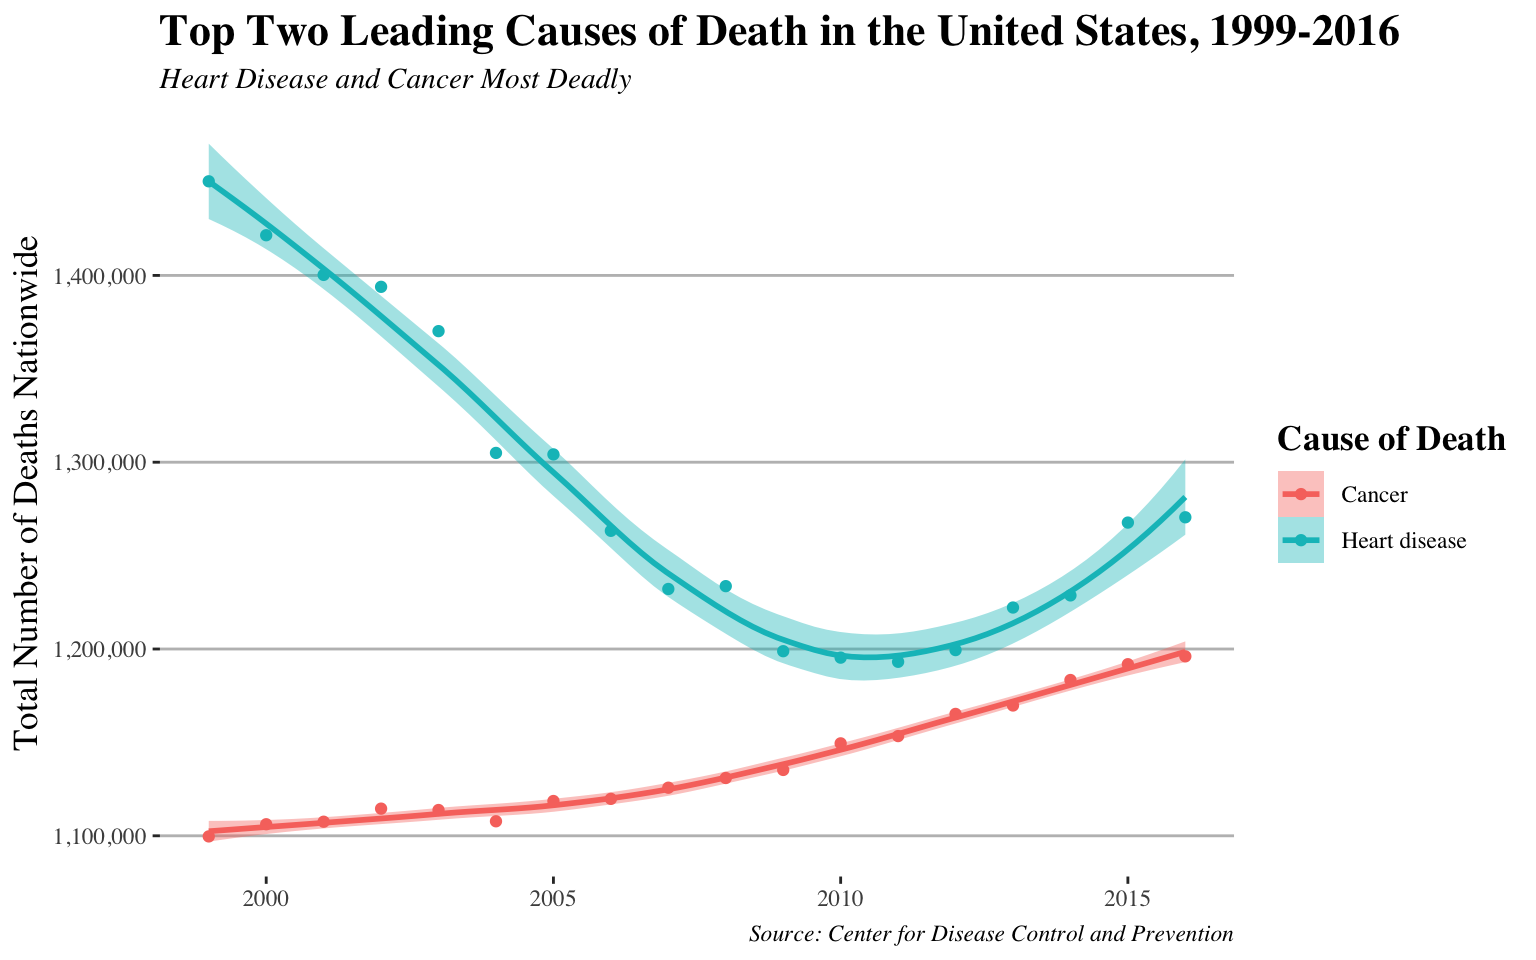 Top Two Leading Causes of Death in the United States, 1999-2016
Heart Disease and Cancer Most Deadly
Total Number of Deaths Nationwide
1,400,000
1,300,000
1,200,000
1,100,000
2000
2005
2010
2015
Cause of Death
Cancer
Heart disease
Source: Center for Disease Control and Prevention